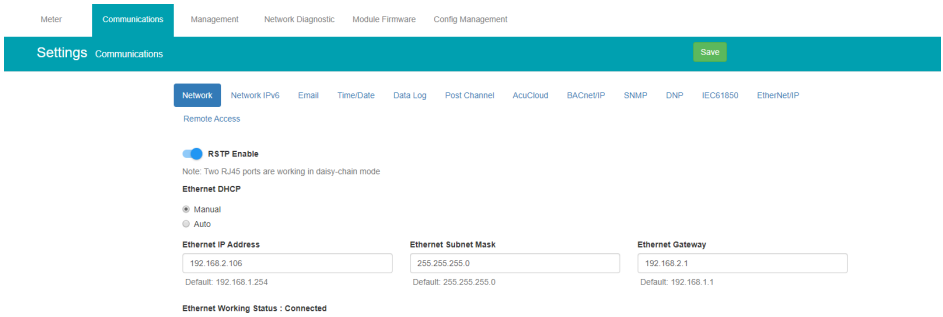 Meter Communications Management Network Diagnostic Module Firmware Config Management
Settings Communications Save
Network Network IPv6 Email Time/Date Data Log Post Channel AcuCloud BACnet/IP SNMP DNP IEC61850 EtherNet/IP
Remote Access
RSTP Enable
Note: Two RJ45 ports are working in daisy-chain mode
Ethernet DHCP
Manual
Auto
Ethernet IP Address Ethernet Subnet Mask Ethernet Gateway
192.168.2.106 255.255.255.0 192.168.2.1
Default: 192.168.1.254 Default: 255.255.255.0 Default: 192.168.1.1
Ethernet Working Status : Connected